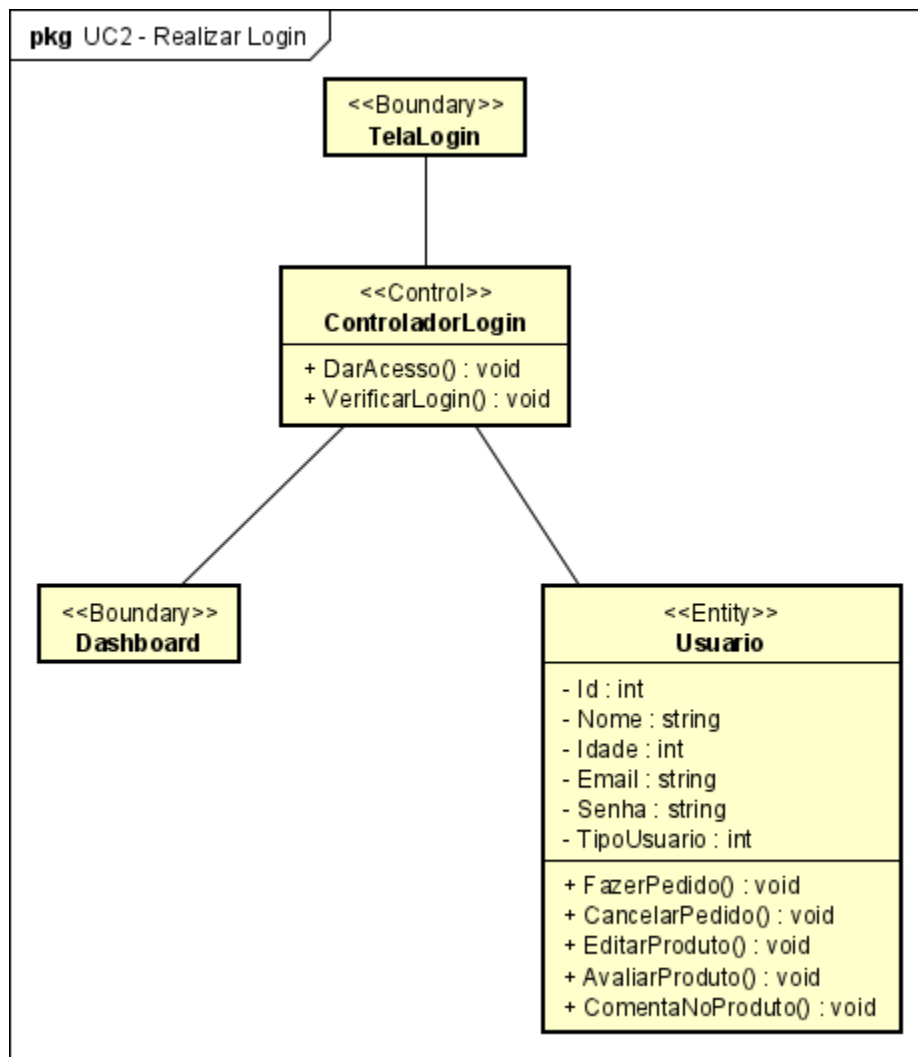 pkg UC2 - Realizar Login
<<Boundary>>
TelaLogin
<<Control>>
ControladorLogin
+ DarAcesso() : void
+ VerificarLogin() : void
<<Boundary>>
Dashboard
<<Entity>>
Usuario
- Id : int
- Nome : string
- Idade : int
- Email : string
- Senha : string
- TipoUsuario : int
+ FazerPedido() : void
+ CancelarPedido() : void
+ EditarProduto() : void
+ AvaliarProduto() : void
+ ComentaNoProduto() : void